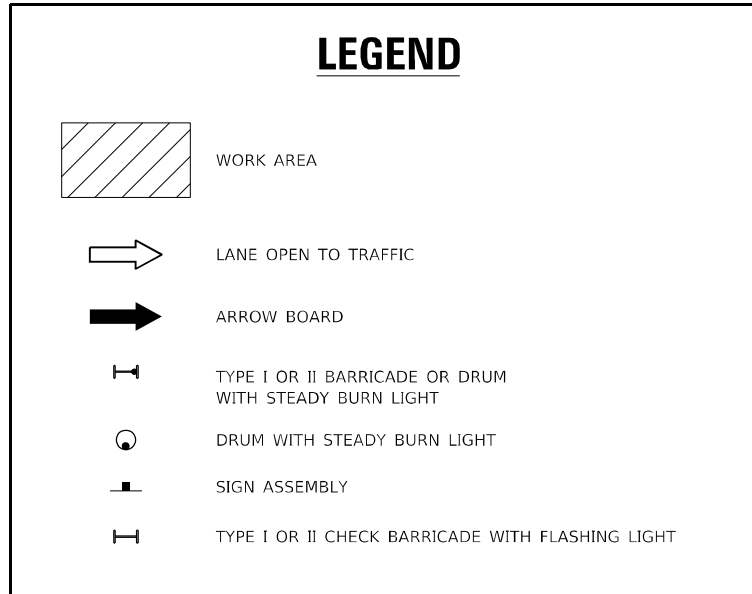 LEGEND
WORK AREA
LANE OPEN TO TRAFFIC
ARROW BOARD
TYPE I OR II BARRICADE OR DRUM
WITH STEADY BURN LIGHT
DRUM WITH STEADY BURN LIGHT
SIGN ASSEMBLY
TYPE I OR II CHECK BARRICADE WITH FLASHING LIGHT